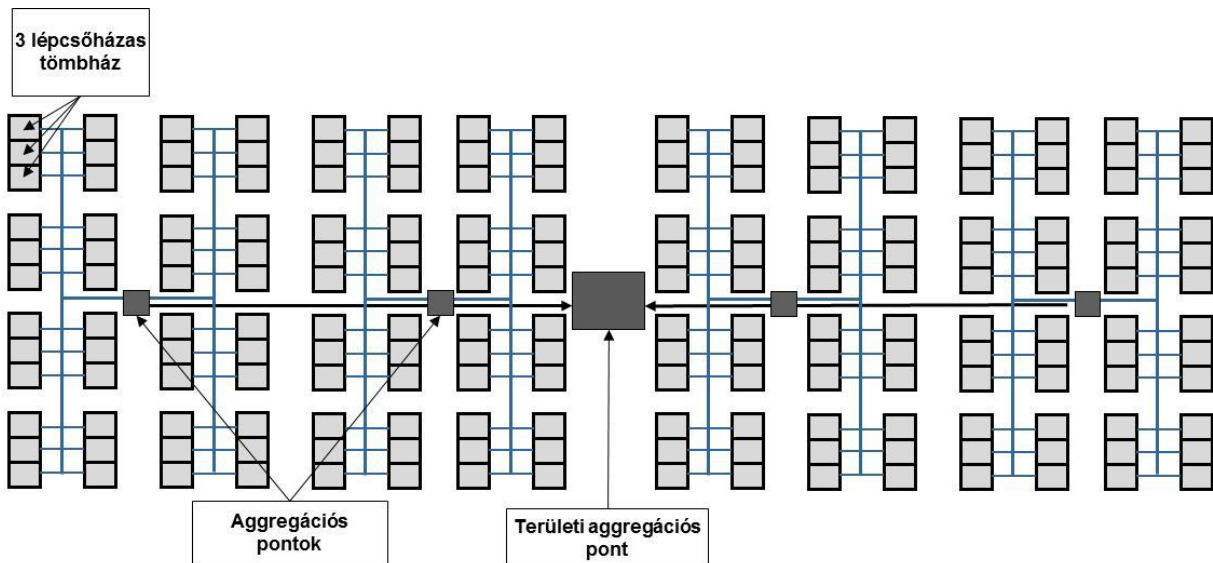 3 lépcsőházas
tömbház
Aggregációs
pontok
Területi aggregációs
pont